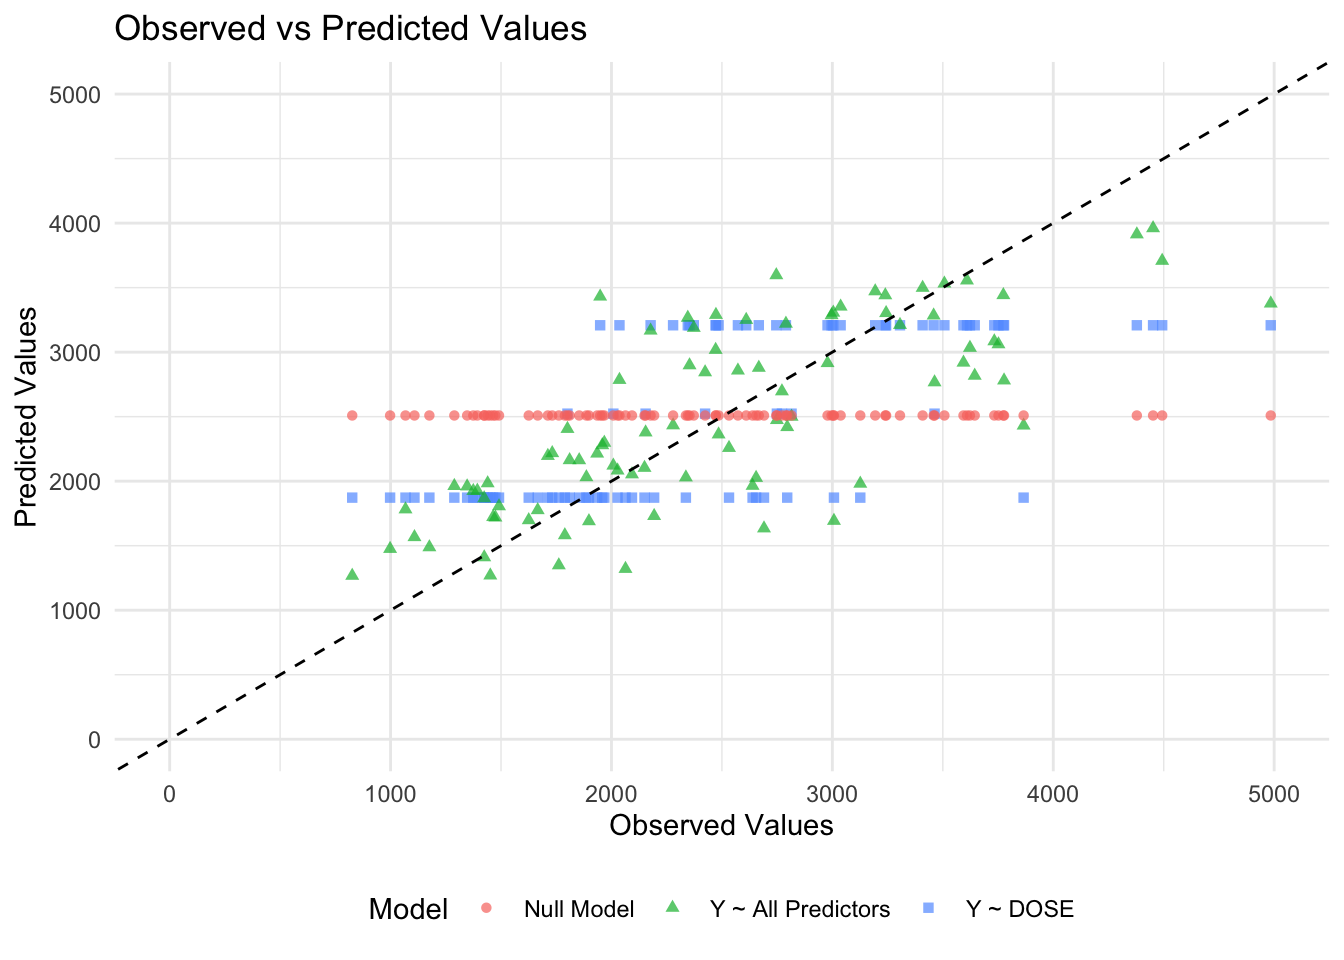 Observed vs Predicted Values
5000
4000
3000
2000
1000
0
Predicted Values
0 1000 2000 3000 4000 5000
Observed Values
Model Null Model Y ~ All Predictors Y ~ DOSE